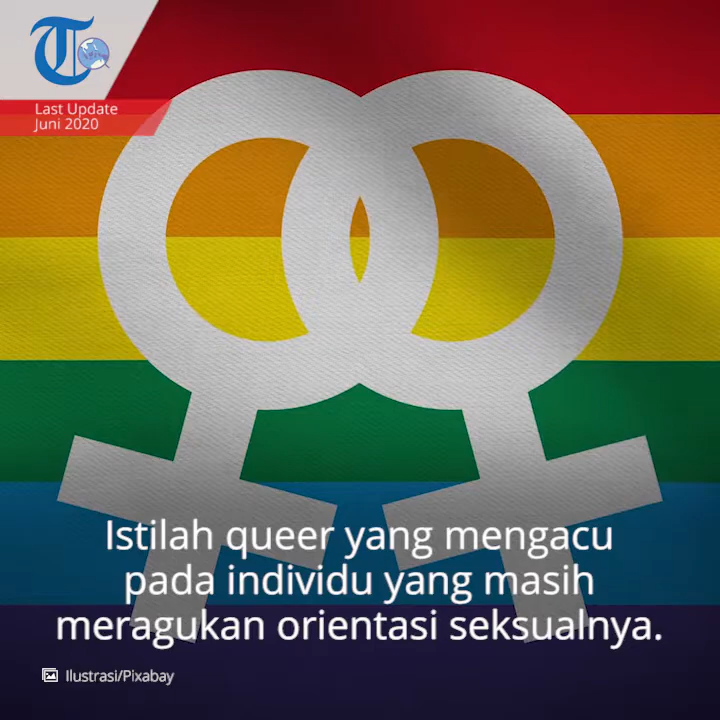 T
Last Update
Juni 2020
Istilah queer yang mengacu
pada individu yang masih
meragukan orientasi seksualnya.
Ilustrasi/Pixabay